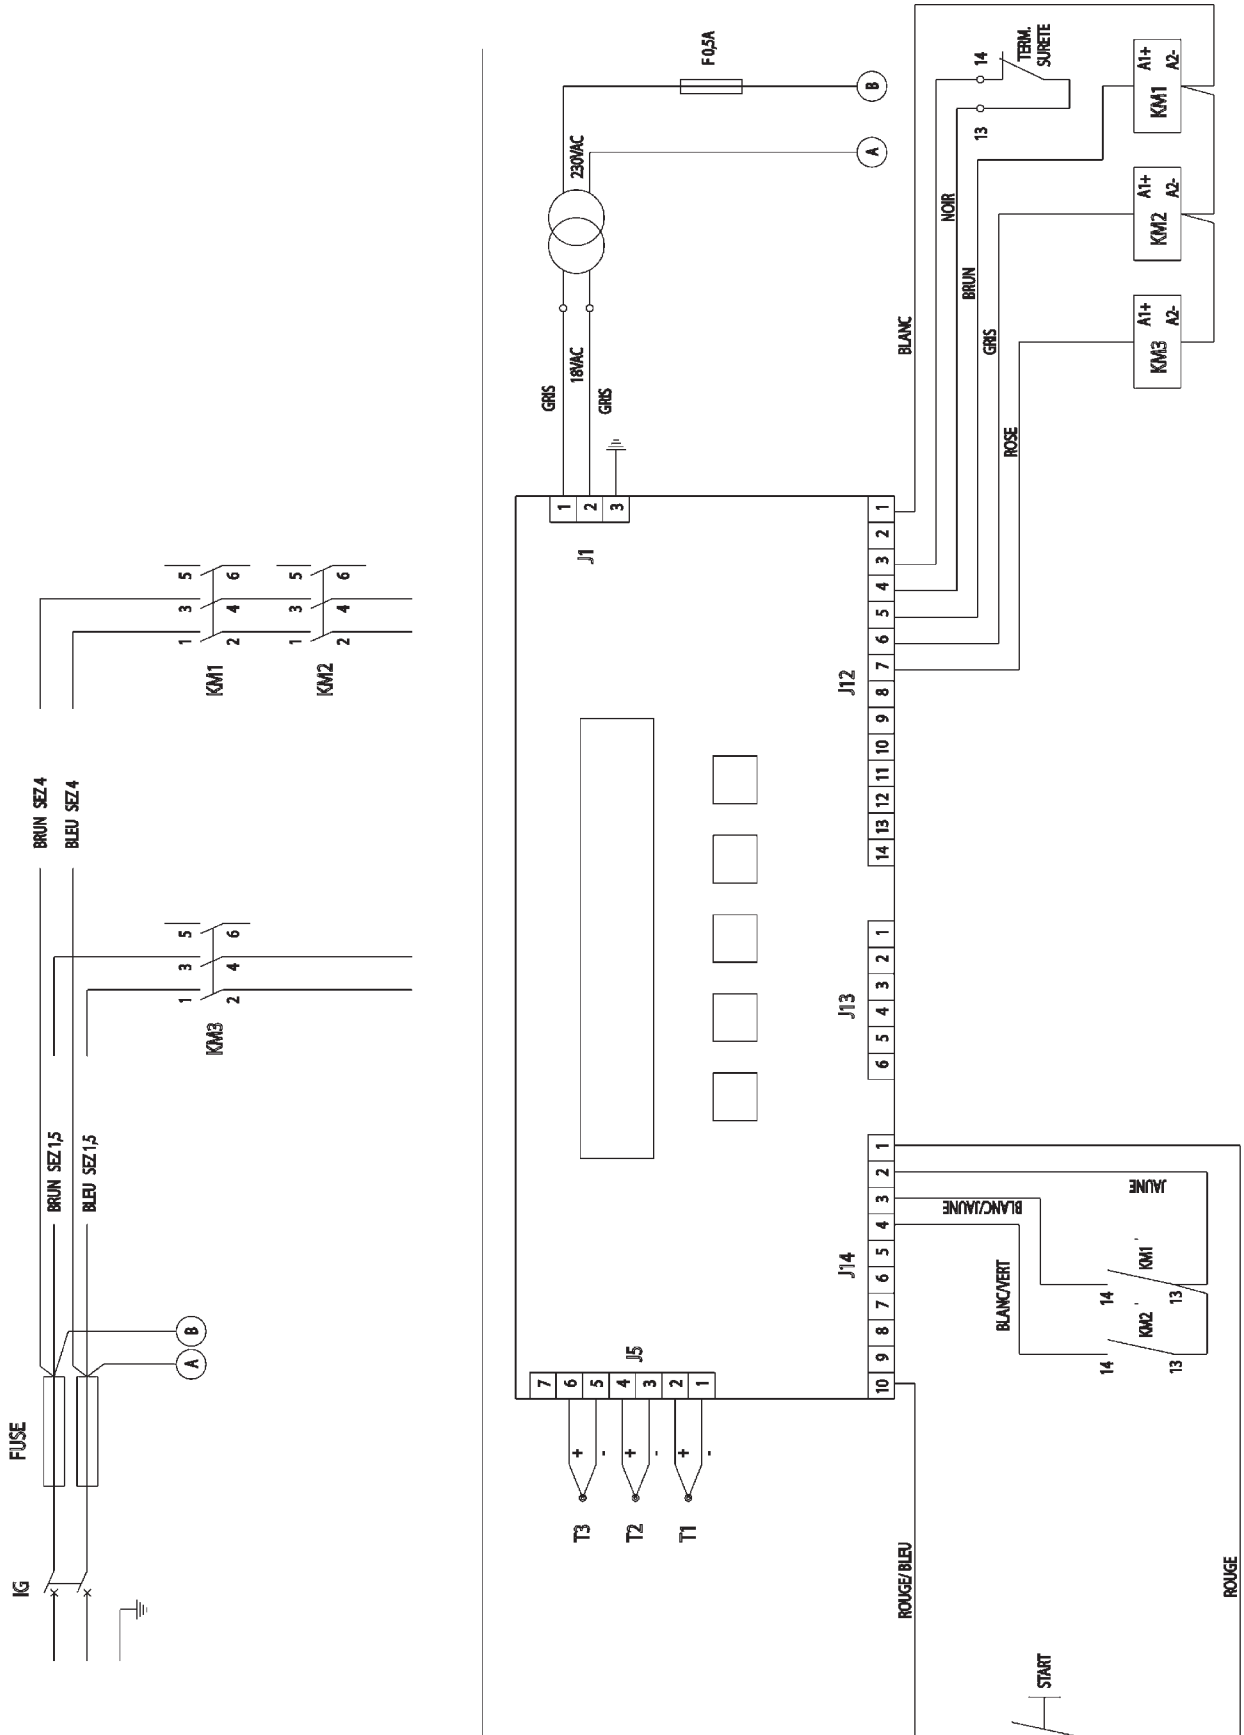 IG
FUSE
A
B
BRUN SEZ 1,5
BLEU SEZ 1,5
BRUN SEZ 4
BLEU SEZ 4
KM3
1
3
5
2
4
6
KM1
1
3
5
2
4
6
KM2
1
3
5
2
4
6
T3
+
-
T2
+
-
T1
+
-
J5
7
6
5
4
3
2
1
J1
1
2
3
GRIS
18VAC
GRIS
230VAC
F 0,5A
A
B
J14
10
9
8
7
6
5
4
3
2
1
J13
6
5
4
3
2
1
J12
14
13
12
11
10
9
8
7
6
5
4
3
2
1
ROUGE/ BLEU
START
ROUGE
BLANC/VERT
BLANC/JAUNE
JAUNE
14
KM2 '
13
14
KM1 '
13
BLANC
NOIR
BRUN
GRIS
ROSE
13
14
TERM.
SURETE
KM3
A1+
A2-
KM2
A1+
A2-
KM1
A1+
A2-